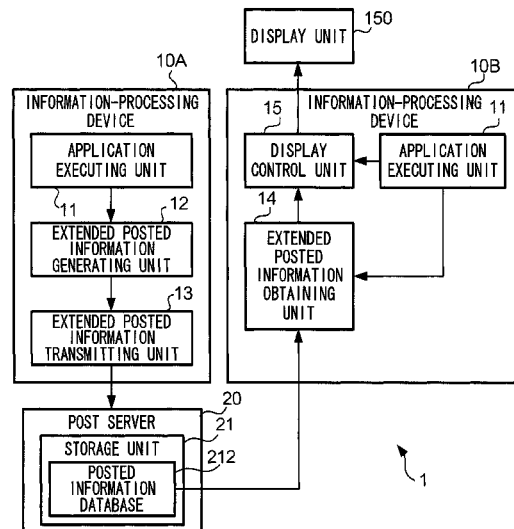 150
DISPLAY UNIT
10A
INFORMATION-PROCESSING
DEVICE
APPLICATION
EXECUTING UNIT
11
12
EXTENDED POSTED
INFORMATION
GENERATING UNIT
13
EXTENDED POSTED
INFORMATION
TRANSMITTING UNIT
10B
INFORMATION-PROCESSING
DEVICE
15
11
DISPLAY
CONTROL UNIT
APPLICATION
EXECUTING UNIT
14
EXTENDED
POSTED
INFORMATION
OBTAINING
UNIT
20
POST SERVER
21
STORAGE UNIT
212
POSTED
INFORMATION
DATABASE
1